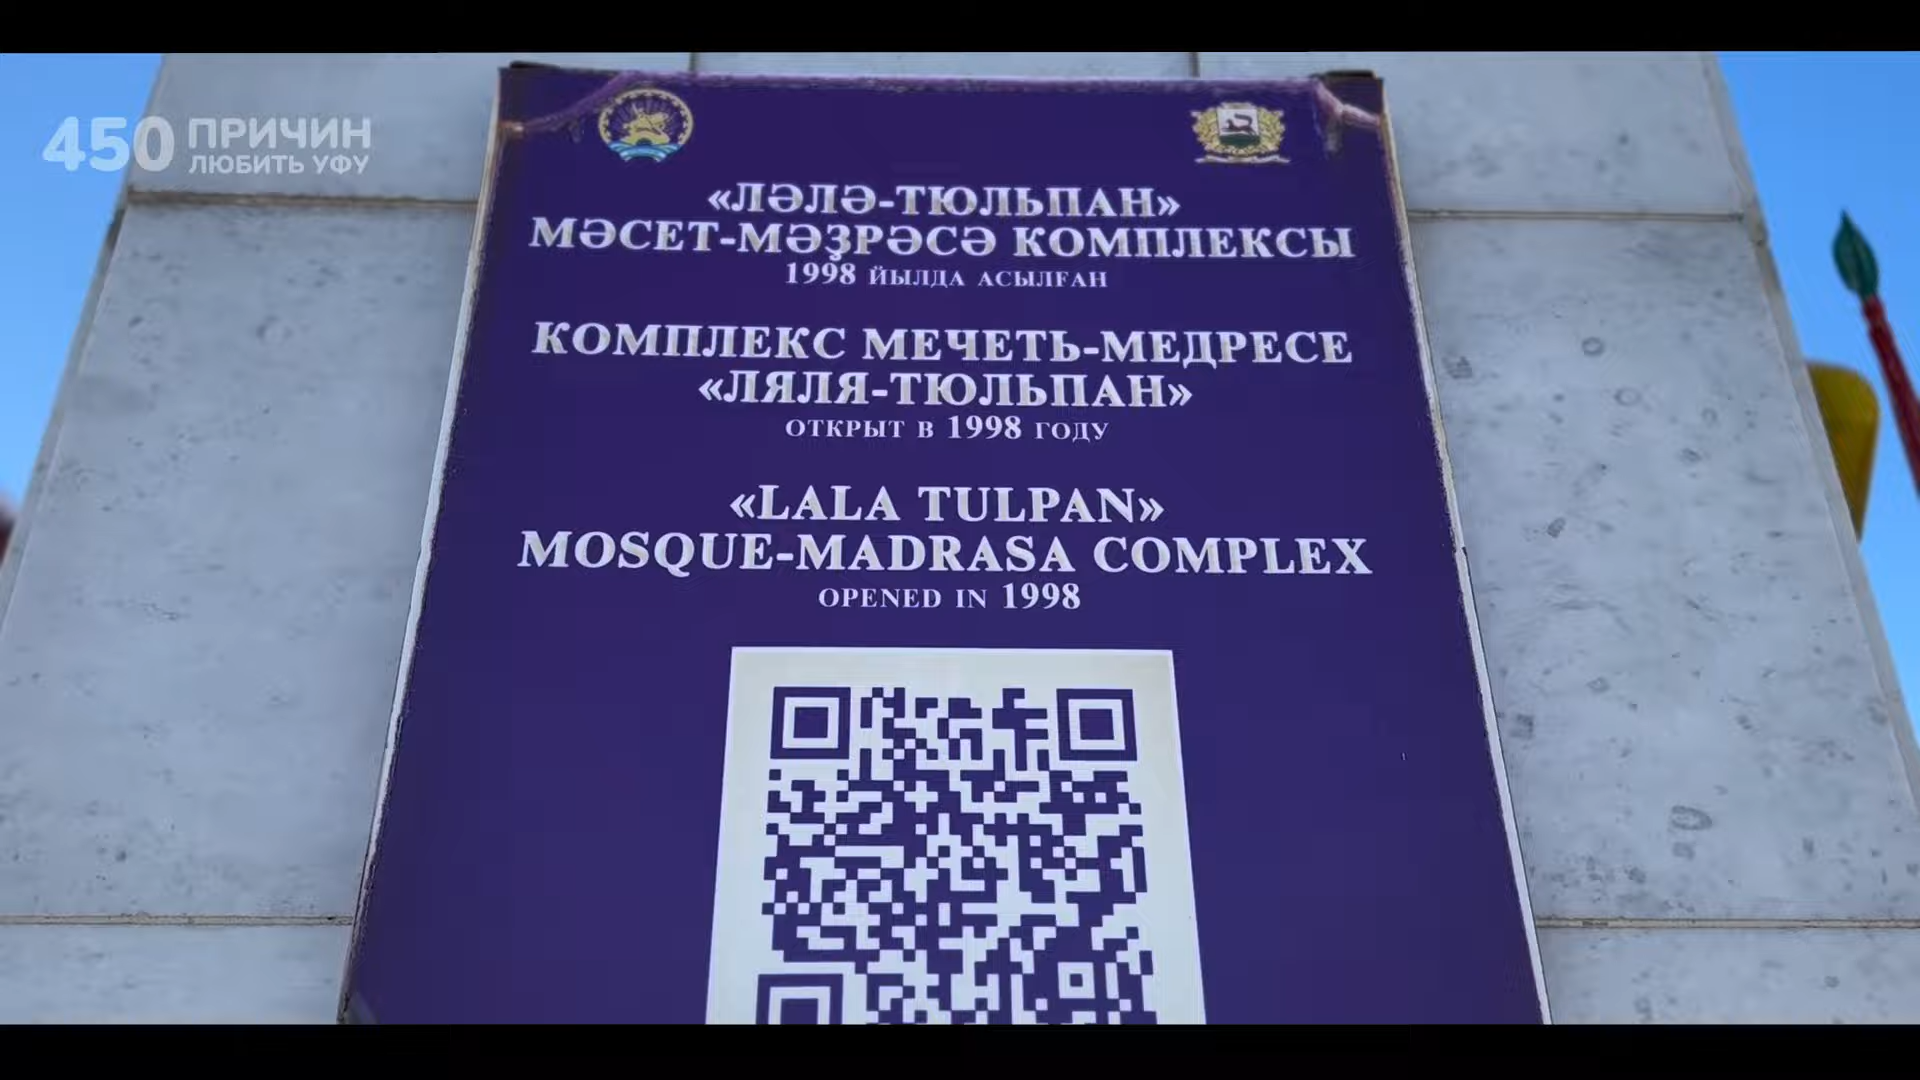 450 ПРИЧИН
ЛЮБИТЬ УФУ
«ЛӘЛӘ-ТЮЛЬПАН»
МӘСЕТ-МӘҘРӘСӘ КОМПЛЕКСЫ
1998 ЙЫЛДА АСЫЛҒАН
КОМПЛЕКС МЕЧЕТЬ-МЕДРЕСЕ
«ЛЯЛЯ-ТЮЛЬПАН»
ОТКРЫТ В 1998 ГОДУ
«LALA TULPAN»
MOSQUE-MADRASA COMPLEX
OPENED IN 1998